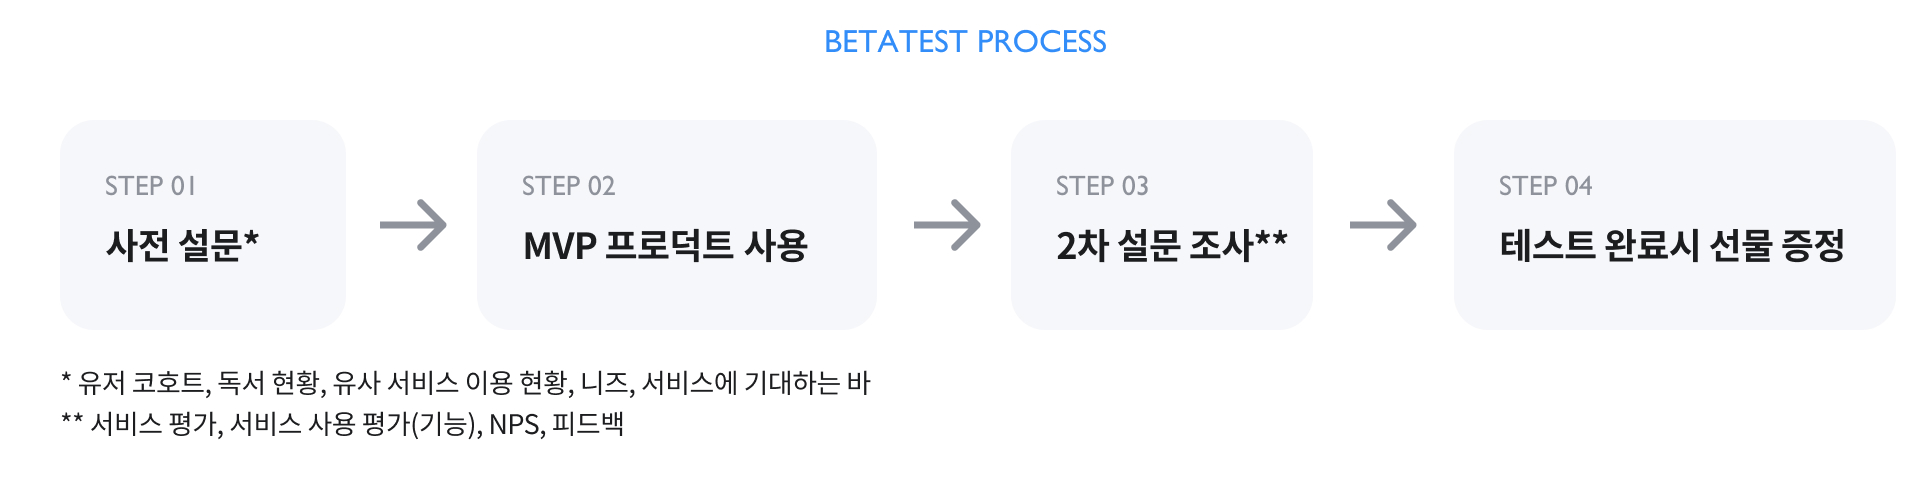 BETATEST PROCESS
STEP 01
사전 설문*
STEP 02
MVP 프로덕트 사용
STEP 03
2차 설문 조사**
STEP 04
테스트 완료시 선물 증정
* 유저 코호트, 독서 현황, 유사 서비스 이용 현황, 니즈, 서비스에 기대하는 바
** 서비스 평가, 서비스 사용 평가(기능), NPS, 피드백